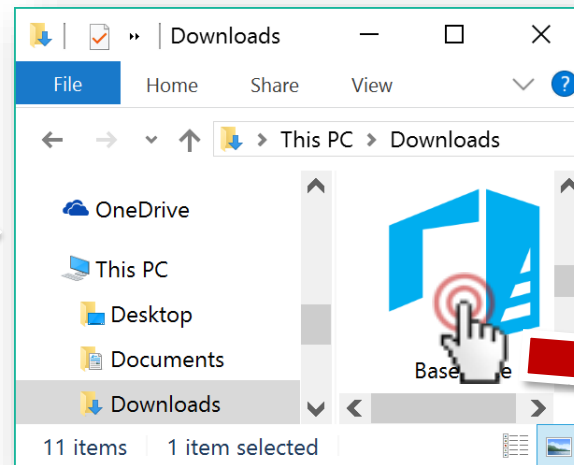 Downloads
File Home Share View ?
This PC > Downloads
OneDrive
This PC
Desktop
Documents
Downloads
11 items 1 item selected